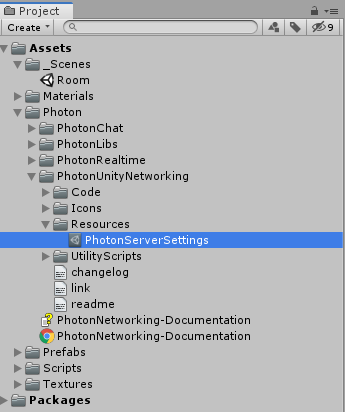 Project
Create 9
Assets
_Scenes
Room
Materials
Photon
PhotonChat
PhotonLibs
PhotonRealtime
PhotonUnityNetworking
Code
Icons
Resources
PhotonServerSettings
UtilityScripts
changelog
link
readme
PhotonNetworking-Documentation
PhotonNetworking-Documentation
Prefabs
Scripts
Textures
Packages